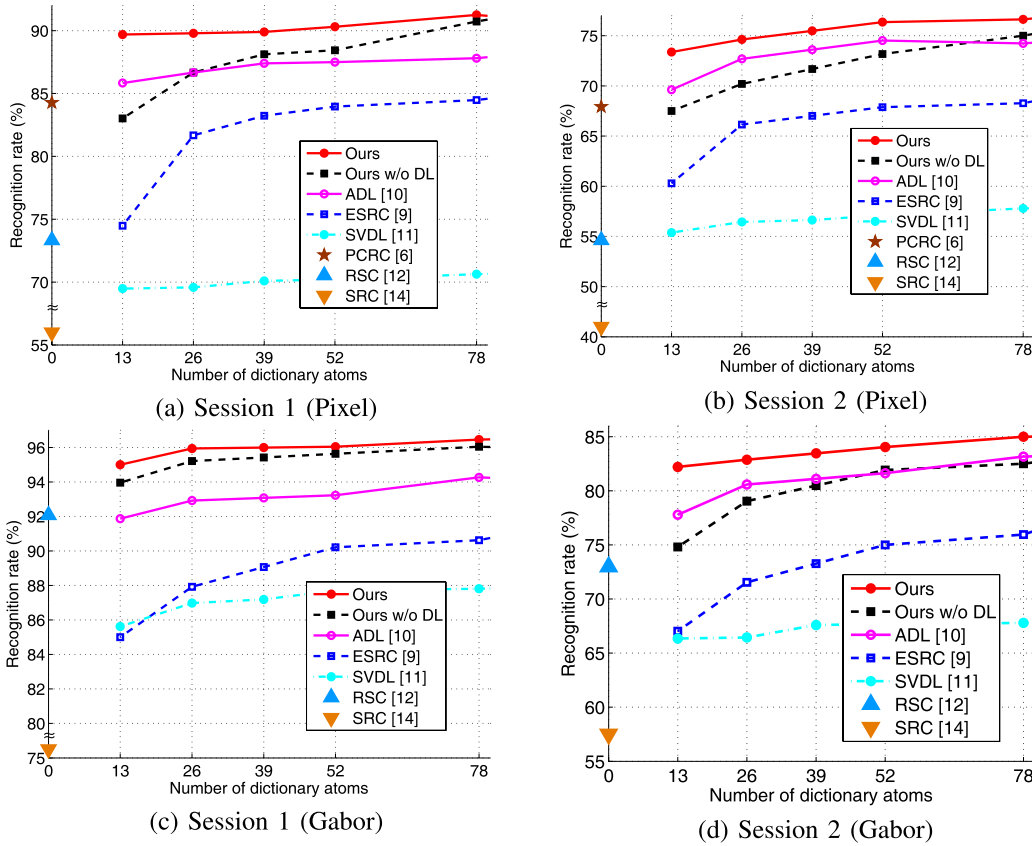 90
85
80
75
70
≈
55
0
13
26
39
52
78
Recognition rate (%)
Number of dictionary atoms
Ours
Ours w/o DL
ADL [10]
ESRC [9]
SVDL [11]
PCRC [6]
RSC [12]
SRC [14]
(a) Session 1 (Pixel)
75
70
65
60
55
50
≈
40
0
13
26
39
52
78
Recognition rate (%)
Number of dictionary atoms
Ours
Ours w/o DL
ADL [10]
ESRC [9]
SVDL [11]
PCRC [6]
RSC [12]
SRC [14]
(b) Session 2 (Pixel)
96
94
92
90
88
86
84
82
80
≈
75
0
13
26
39
52
78
Recognition rate (%)
Number of dictionary atoms
Ours
Ours w/o DL
ADL [10]
ESRC [9]
SVDL [11]
RSC [12]
SRC [14]
(c) Session 1 (Gabor)
85
80
75
70
65
60
55
0
13
26
39
52
78
Recognition rate (%)
Number of dictionary atoms
Ours
Ours w/o DL
ADL [10]
ESRC [9]
SVDL [11]
RSC [12]
SRC [14]
(d) Session 2 (Gabor)